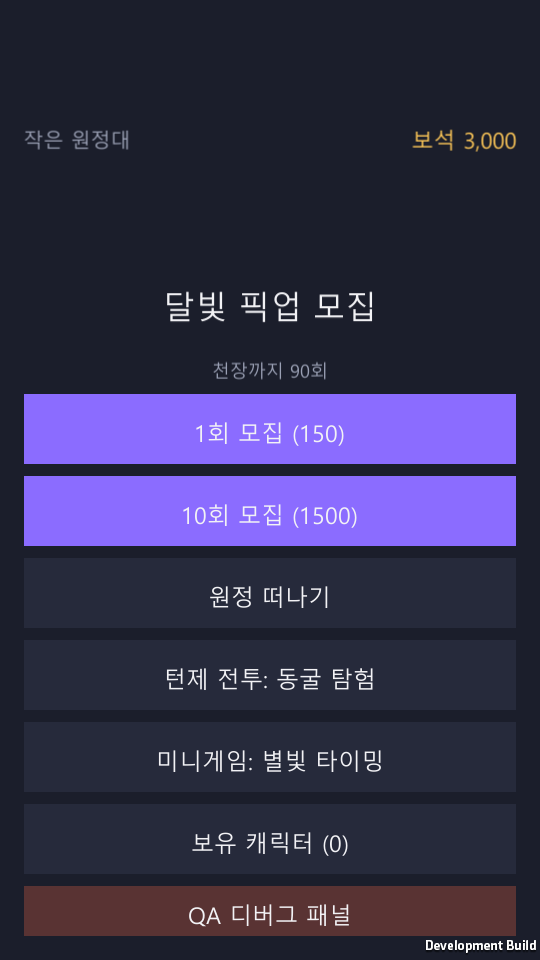 작은 원정대 보석 3,000
달빛 픽업 모집
천장까지 90회
1회 모집 (150)
10회 모집 (1500)
원정 떠나기
턴제 전투: 동굴 탐험
미니게임: 별빛 타이밍
보유 캐릭터 (0)
QA 디버그 패널
Development Build